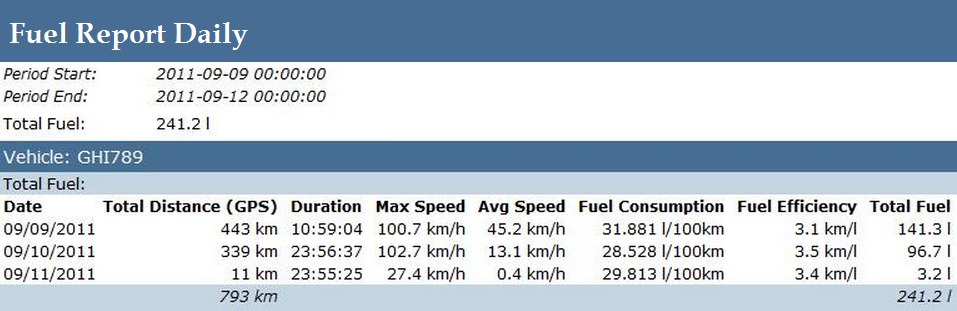 Fuel Report Daily
Period Start: 2011-09-09 00:00:00
Period End: 2011-09-12 00:00:00
Total Fuel: 241.2 l
Vehicle: GHI789
Total Fuel:
Date Total Distance (GPS) Duration Max Speed Avg Speed Fuel Consumption Fuel Efficiency Total Fuel
09/09/2011 443 km 10:59:04 100.7 km/h 45.2 km/h 31.881 l/100km 3.1 km/l 141.3 l
09/10/2011 339 km 23:56:37 102.7 km/h 13.1 km/h 28.528 l/100km 3.5 km/l 96.7 l
09/11/2011 11 km 23:55:25 27.4 km/h 0.4 km/h 29.813 l/100km 3.4 km/l 3.2 l
793 km 241.2 l